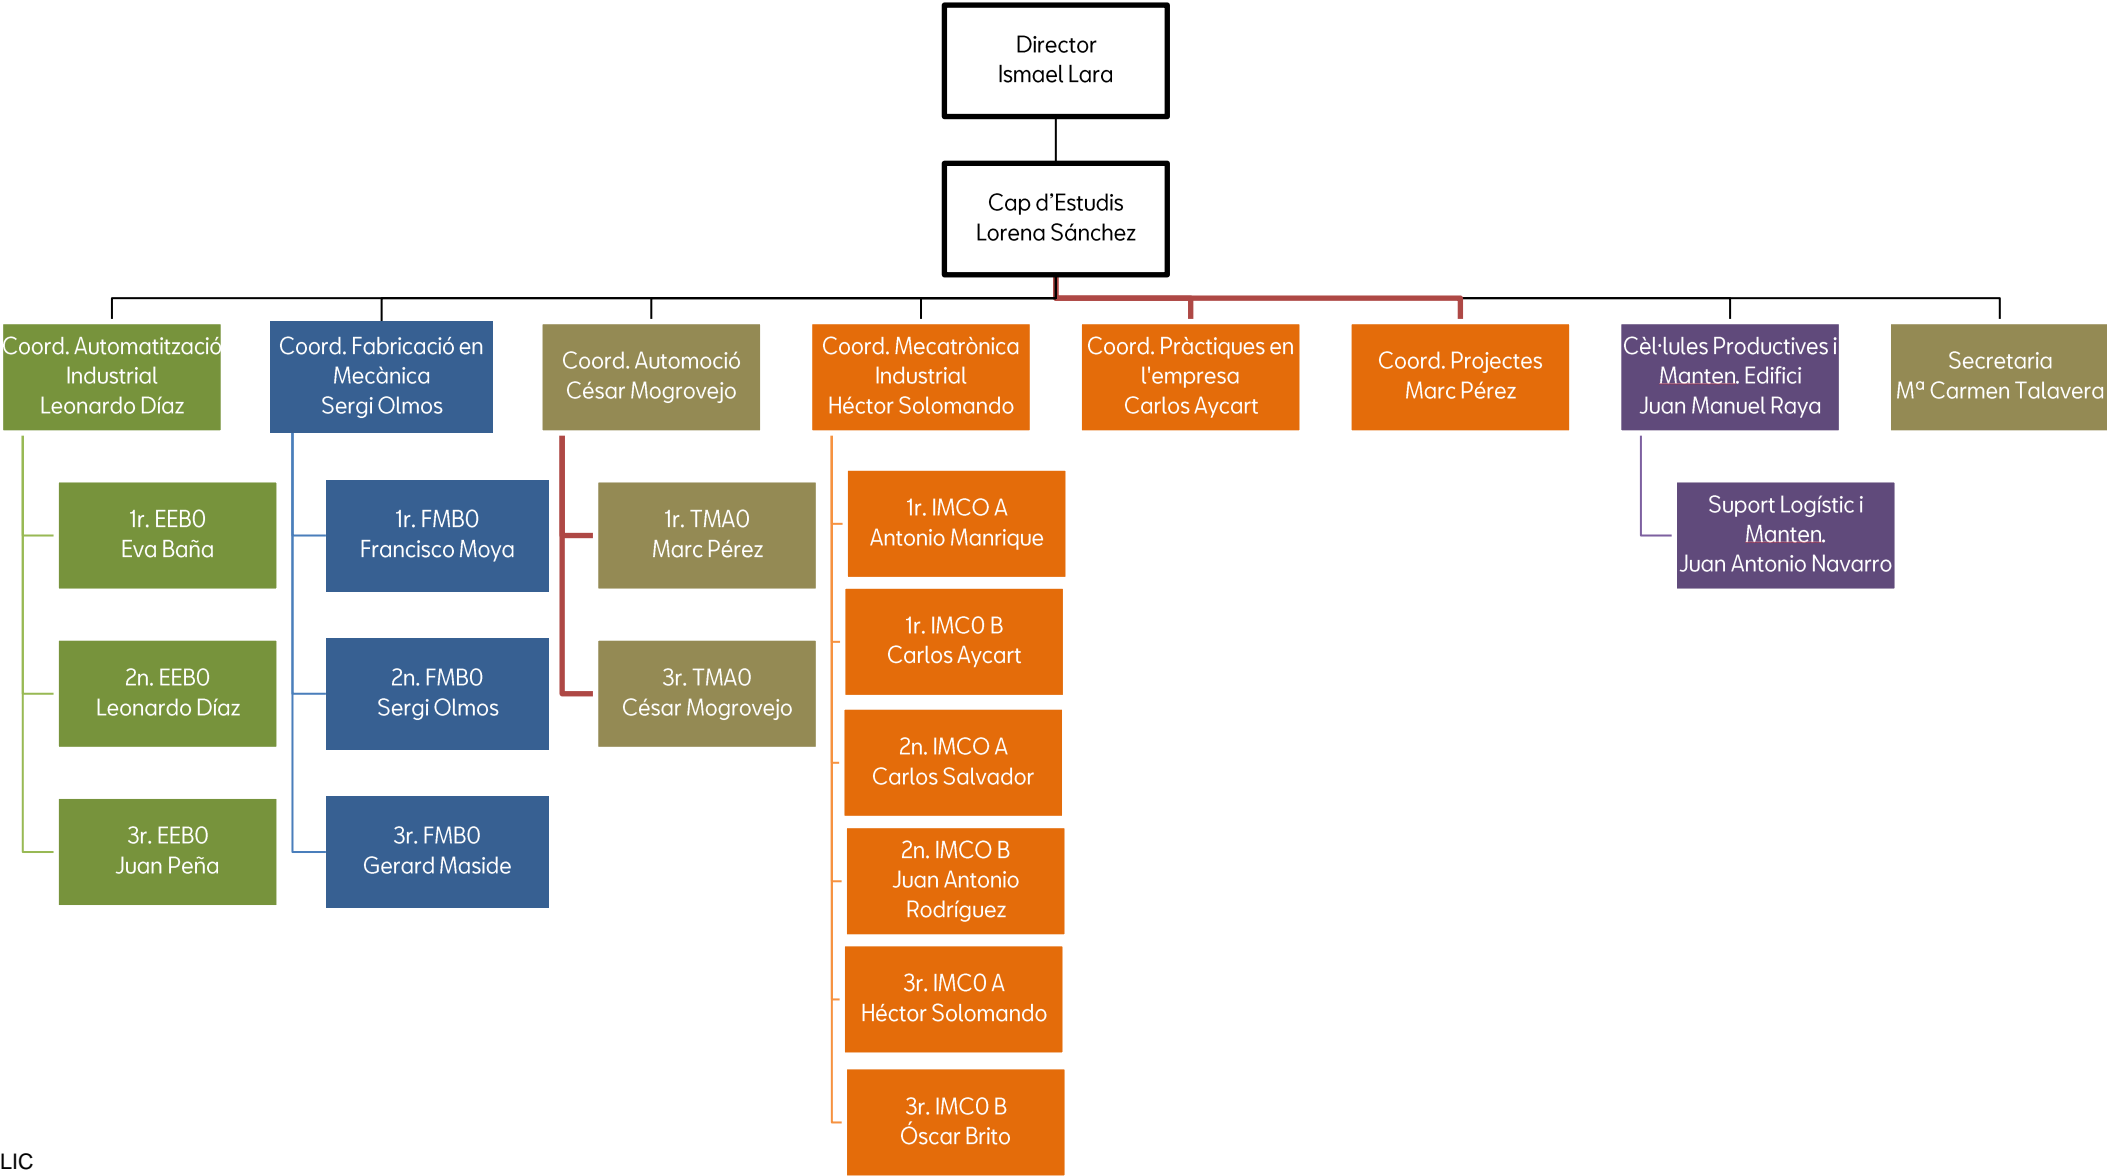 Director
Ismael Lara
Cap d’Estudis
Lorena Sánchez
Coord. Automatització
Industrial
Leonardo Díaz
Coord. Fabricació en
Mecànica
Sergi Olmos
Coord. Automoció
César Mogrovejo
Coord. Mecatrònica
Industrial
Héctor Solomando
Coord. Pràctiques en
l'empresa
Carlos Aycart
Coord. Projectes
Marc Pérez
Cèl·lules Productives i
Manten. Edifici
Juan Manuel Raya
Secretaria
Mª Carmen Talavera
1r. EEB0
Eva Baña
2n. EEB0
Leonardo Díaz
3r. EEB0
Juan Peña
1r. FMB0
Francisco Moya
2n. FMB0
Sergi Olmos
3r. FMB0
Gerard Maside
1r. TMA0
Marc Pérez
3r. TMA0
César Mogrovejo
1r. IMCO A
Antonio Manrique
1r. IMC0 B
Carlos Aycart
2n. IMCO A
Carlos Salvador
2n. IMCO B
Juan Antonio
Rodríguez
3r. IMC0 A
Héctor Solomando
3r. IMC0 B
Óscar Brito
Suport Logístic i
Manten.
Juan Antonio Navarro
LIC